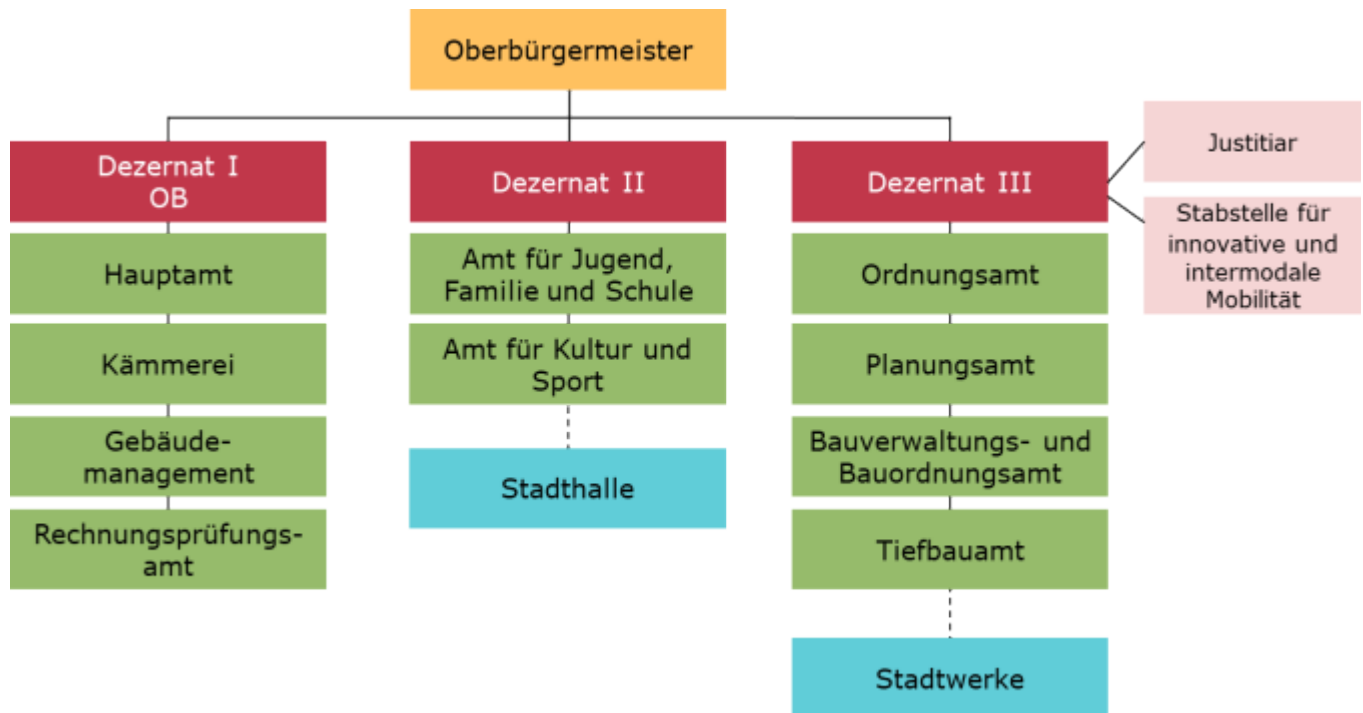 Oberbürgermeister
Dezernat I
OB
Hauptamt
Kämmerei
Gebäude-
management
Rechnungsprüfungs-
amt
Dezernat II
Amt für Jugend,
Familie und Schule
Amt für Kultur und
Sport
Stadthalle
Dezernat III
Ordnungsamt
Planungsamt
Bauverwaltungs- und
Bauordnungsamt
Tiefbauamt
Stadtwerke
Justitiar
Stabstelle für
innovative und
intermodale
Mobilität